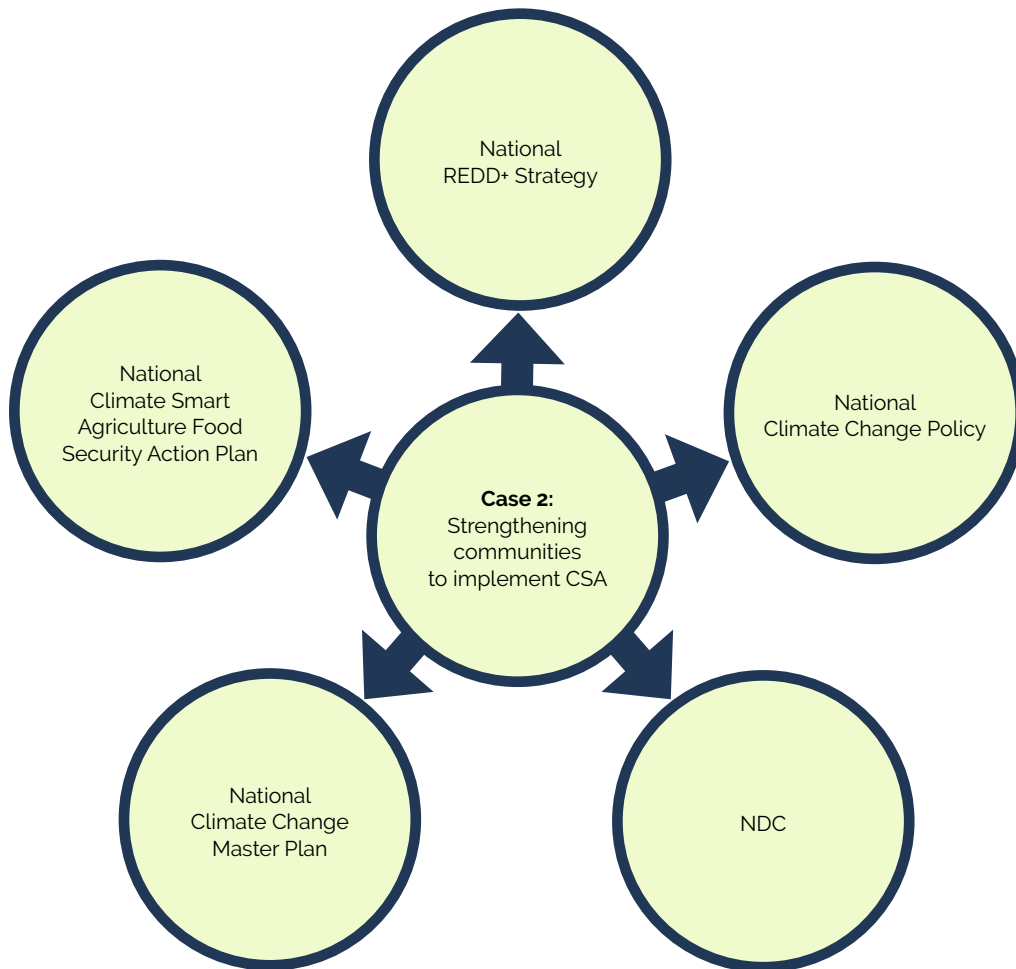 National
REDD+ Strategy
National
Climate Smart
Agriculture Food
Security Action Plan
National
Climate Change Policy
Case 2:
Strengthening
communities
to implement CSA
National
Climate Change
Master Plan
NDC